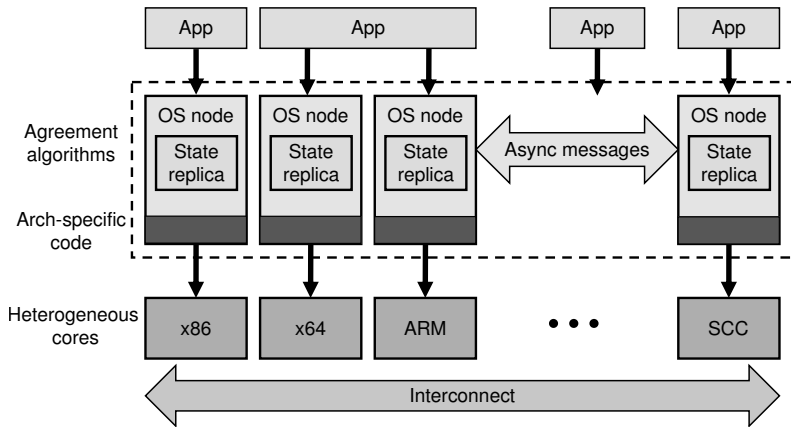 App App App App
OS node OS node OS node OS node
Agreement
algorithms
State
replica
State
replica
State
replica
Async messages
State
replica
Arch-specific
code
Heterogeneous
cores
x86 x64 ARM ••• SCC
Interconnect